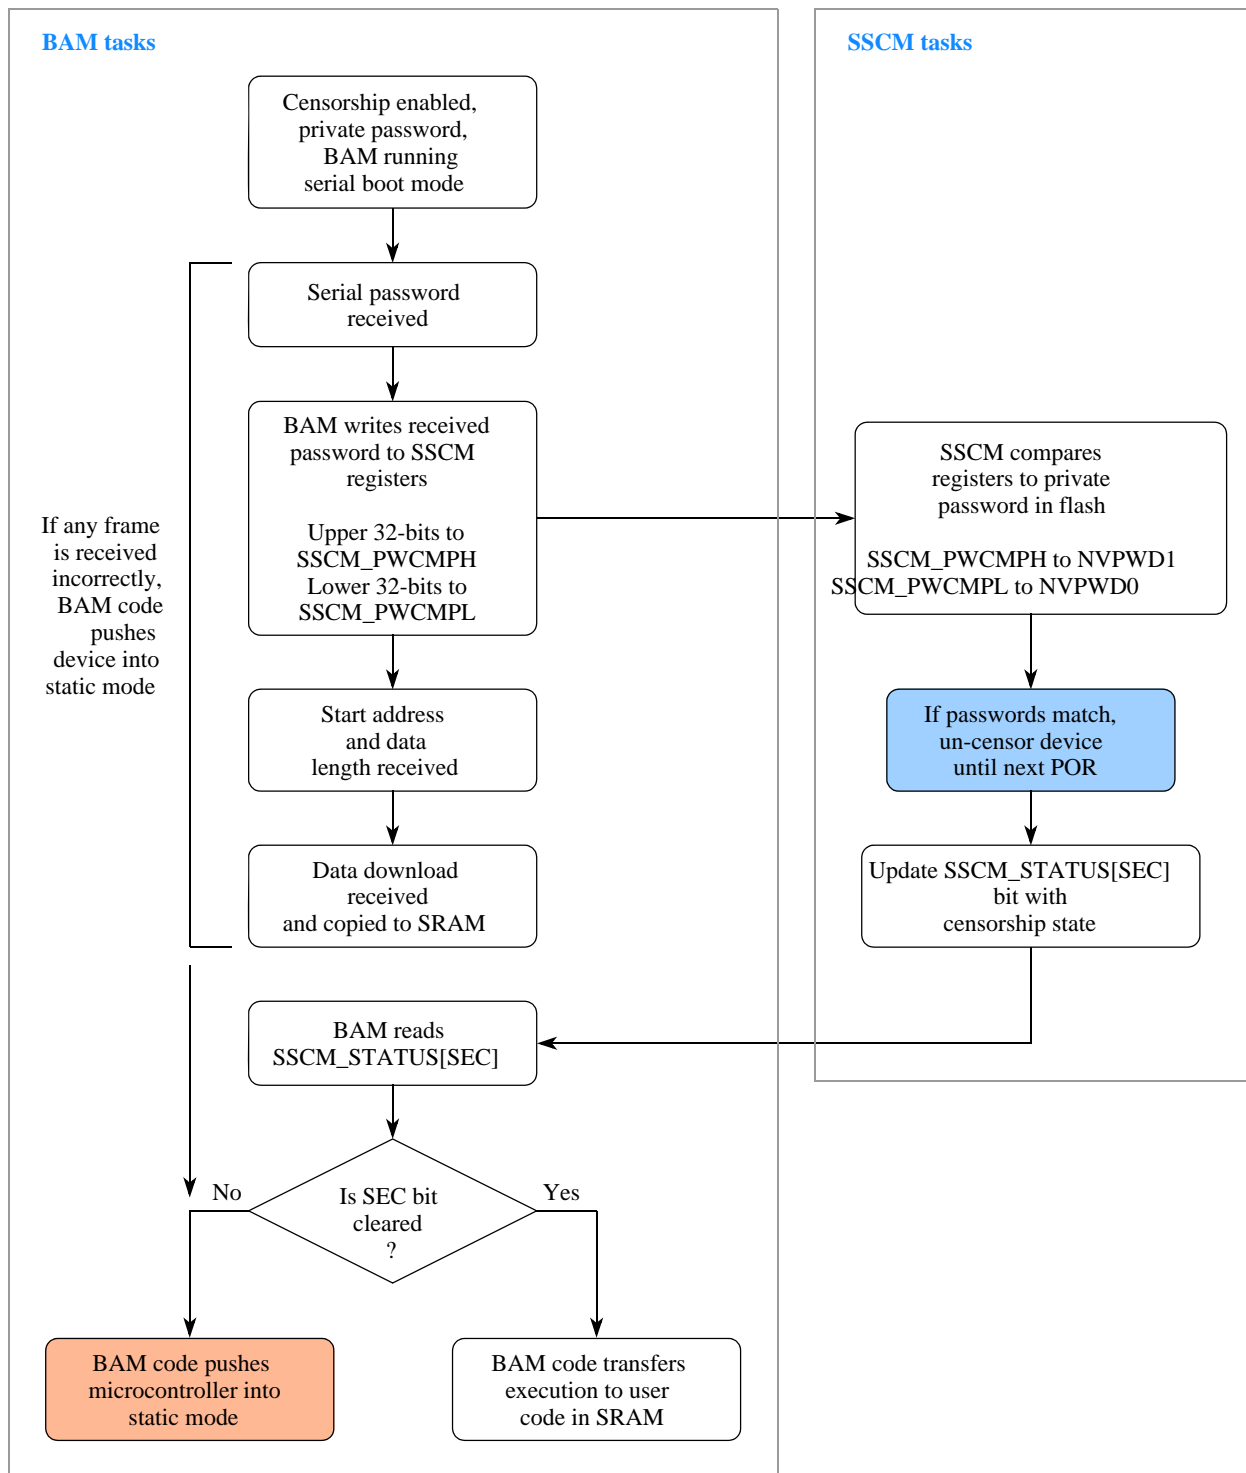 BAM tasks
Censorship enabled,
private password,
BAM running
serial boot mode
Serial password
received
BAM writes received
password to SSCM
registers
Upper 32-bits to
SSCM_PWCMPH
Lower 32-bits to
SSCM_PWCMPL
If any frame
is received
incorrectly,
BAM code
pushes
device into
static mode
Start address
and data
length received
Data download
received
and copied to SRAM
BAM reads
SSCM_STATUS[SEC]
Is SEC bit
cleared
?
No
Yes
BAM code pushes
microcontroller into
static mode
BAM code transfers
execution to user
code in SRAM
SSCM tasks
SSCM compares
registers to private
password in flash
SSCM_PWCMPH to NVPWD1
SSCM_PWCMPL to NVPWD0
If passwords match,
un-censor device
until next POR
Update SSCM_STATUS[SEC]
bit with
censorship state